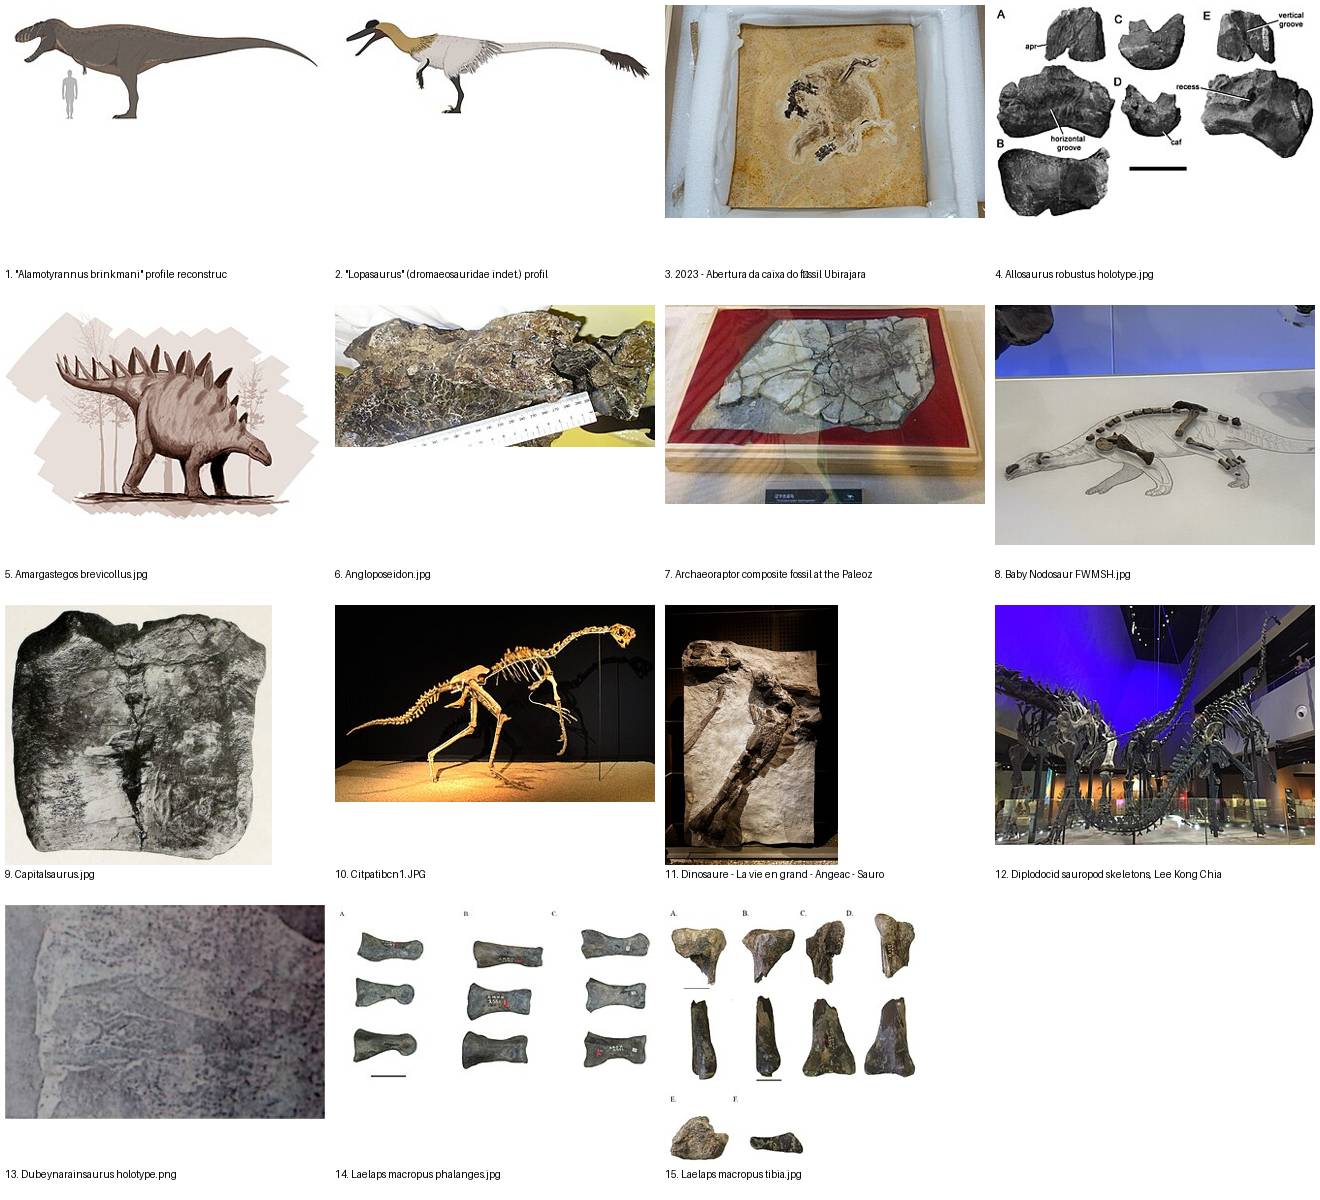 A
C
E
vertical
groove
apr
D
recess
horizontal
groove
caf
B
1. "Alamotyrannus brinkmani" profile reconstruc
2. "Lopasaurus" (dromaeosauridae indet.) profil
3. 2023 - Abertura da caixa do fóssil Ubirajara
4. Allosaurus robustus holotype.jpg
5. Amargastegos brevicollus.jpg
6. Angloposeidon.jpg
7. Archaeoraptor composite fossil at the Paleoz
8. Baby Nodosaur FWMSH.jpg
9. Capitalsaurus.jpg
10. Citpatibcn1.JPG
11. Dinosaure - La vie en grand - Angeac - Sauro
12. Diplodocid sauropod skeletons, Lee Kong Chia
A.
B.
C.
A.
B.
C.
D.
E.
F.
13. Dubeynarainsaurus holotype.png
14. Laelaps macropus phalanges.jpg
15. Laelaps macropus tibia.jpg